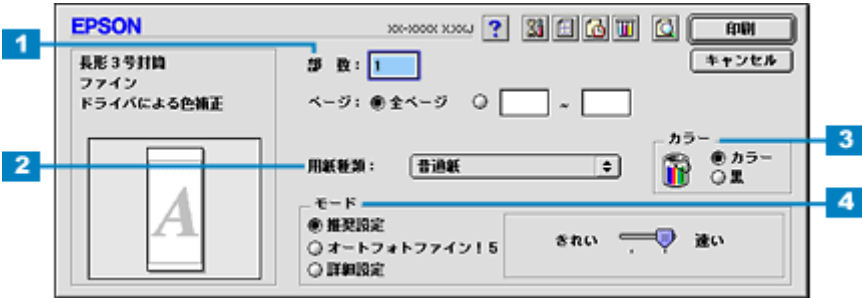 EPSON
XX-XXXX X.XXJ
?
印刷
1
長形3号封筒
ファイン
ドライバによる色補正
部 数: 1
キャンセル
ページ: 全ページ ~
2
用紙種類: 普通紙
カラー
3
カラー
黒
A
モード
4
推奨設定
オートフォトファイン!5
詳細設定
きれい 速い